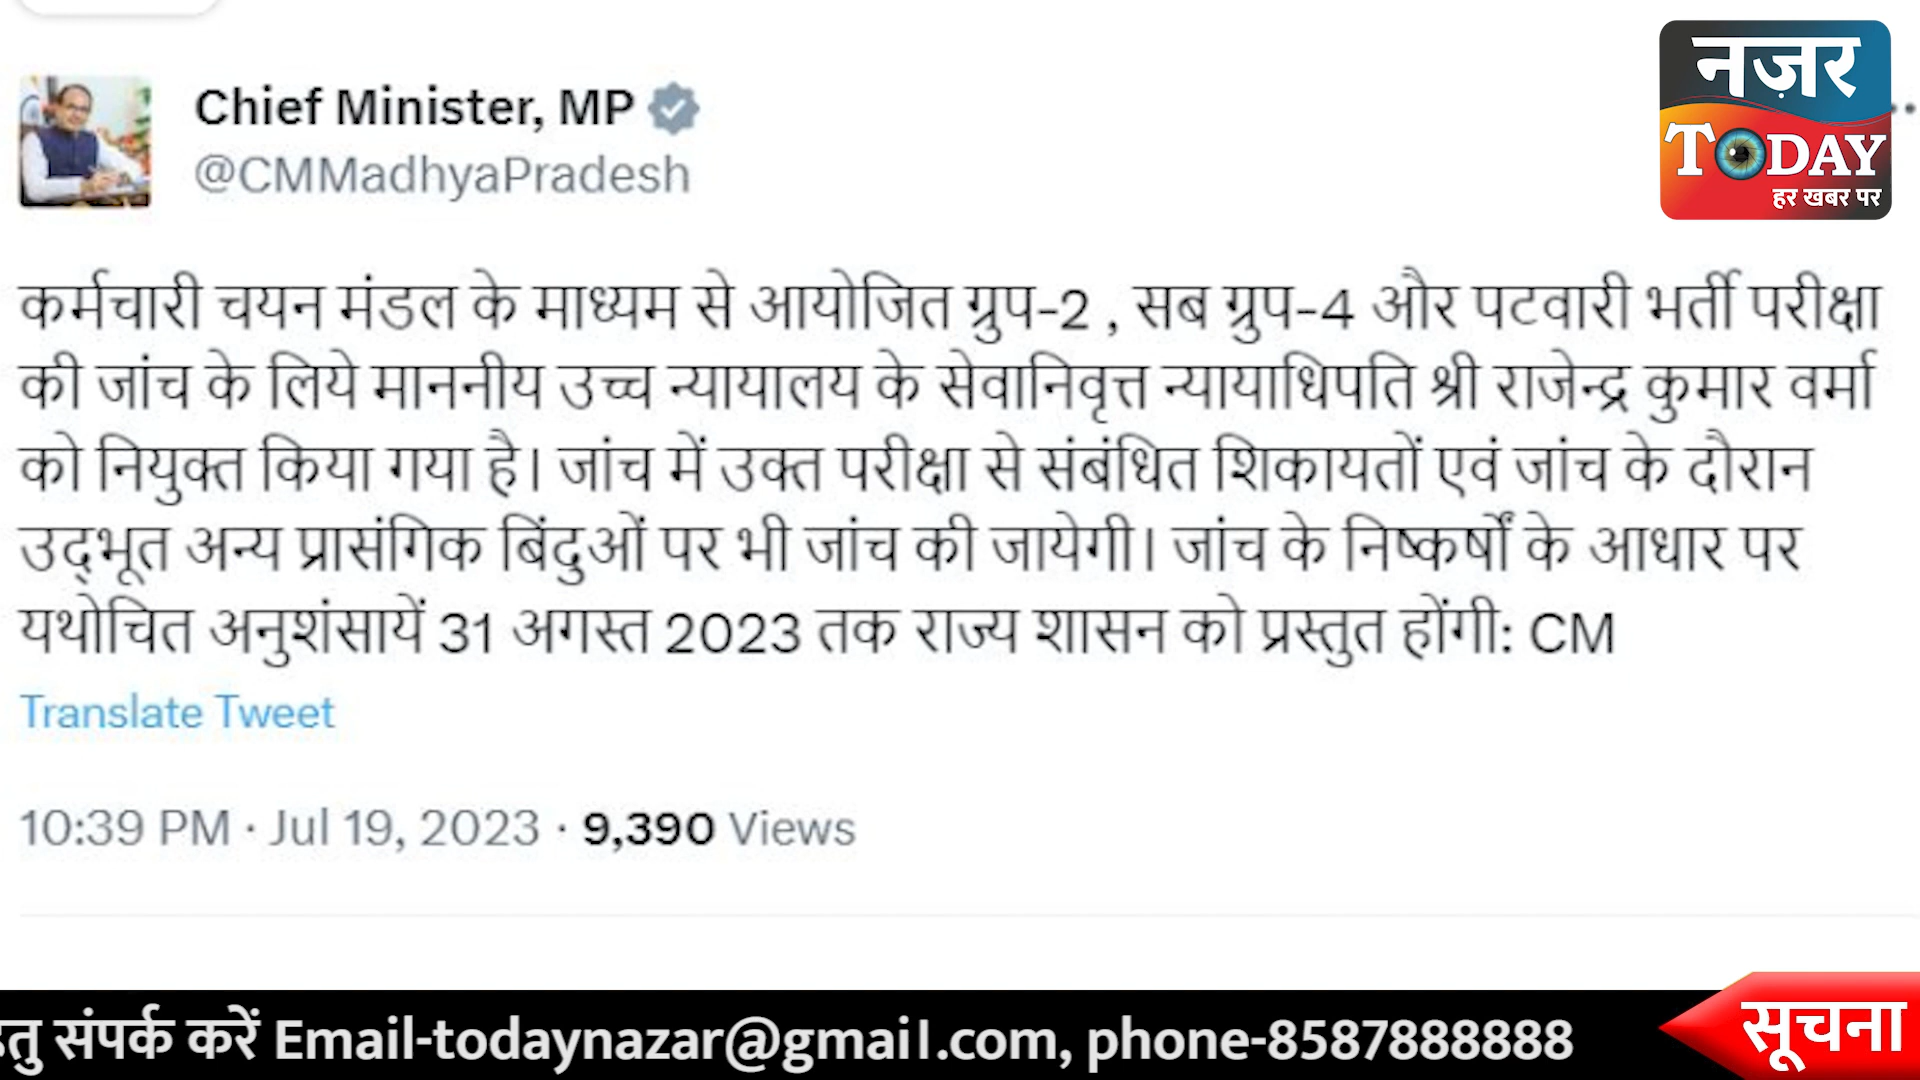 Chief Minister, MP
@CMMadhyaPradesh
नज़र
TODAY
हर खबर पर
कर्मचारी चयन मंडल के माध्यम से आयोजित ग्रुप-2 , सब ग्रुप-4 और पटवारी भर्ती परीक्षा
की जांच के लिये माननीय उच्च न्यायालय के सेवानिवृत्त न्यायाधिपति श्री राजेन्द्र कुमार वर्मा
को नियुक्त किया गया है। जांच में उक्त परीक्षा से संबंधित शिकायतों एवं जांच के दौरान
उद्भूत अन्य प्रासंगिक बिंदुओं पर भी जांच की जायेगी। जांच के निष्कर्षों के आधार पर
यथोचित अनुशंसायें 31 अगस्त 2023 तक राज्य शासन को प्रस्तुत होंगी: CM
Translate Tweet
10:39 PM · Jul 19, 2023 · 9,390 Views
संपर्क करें Email-todaynazar@gmail.com, phone-8587888888
सूचना